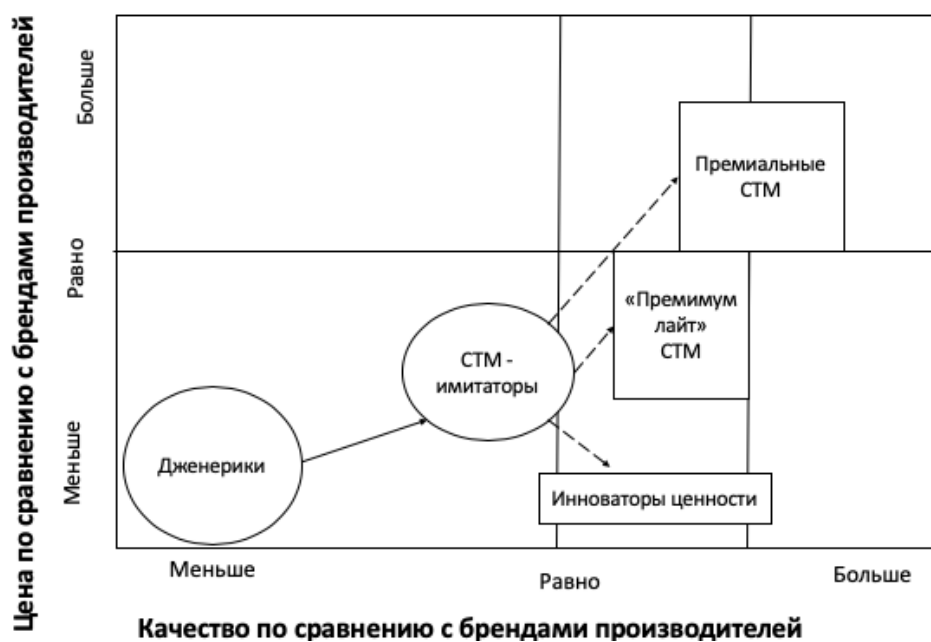 Цена по сравнению с брендами производителей
Больше
Равно
Меньше
Премиальные
СТМ
«Премимум
лайт»
СТМ
СТМ -
имитаторы
Дженерики
Инноваторы ценности
Меньше
Равно
Больше
Качество по сравнению с брендами производителей